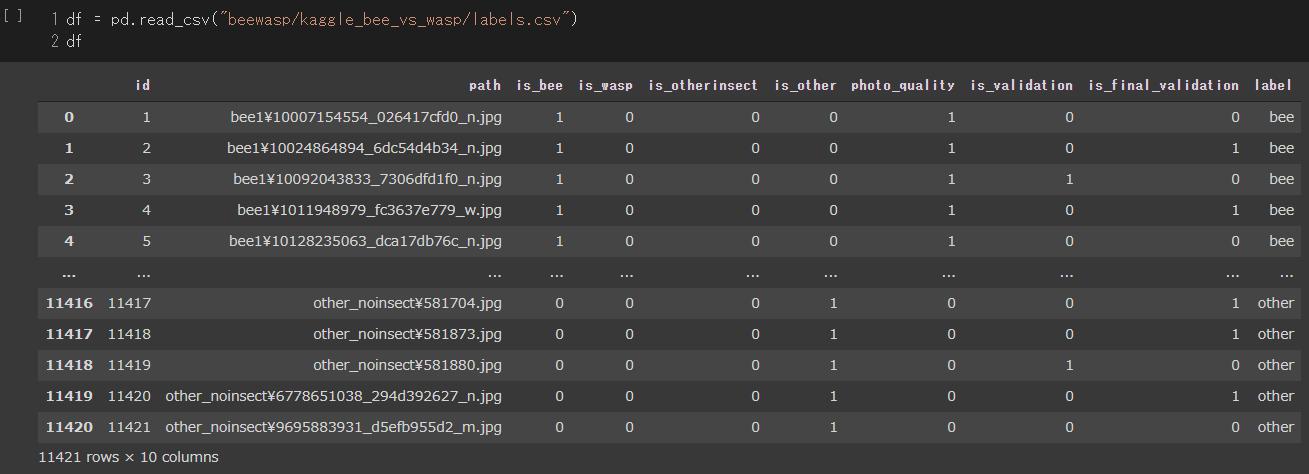 [ ] 1 df = pd.read_csv("beewasp/kaggle_bee_vs_wasp/labels.csv")
2 df
id path is_bee is_wasp is_otherinsect is_other photo_quality is_validation is_final_validation label
0 1 bee1¥10007154554_026417cfd0_n.jpg 1 0 0 0 1 0 0 bee
1 2 bee1¥10024864894_6dc54d4b34_n.jpg 1 0 0 0 1 0 1 bee
2 3 bee1¥10092043833_7306dfd1f0_n.jpg 1 0 0 0 1 1 0 bee
3 4 bee1¥1011948979_fc3637e779_w.jpg 1 0 0 0 1 0 1 bee
4 5 bee1¥10128235063_dca17db76c_n.jpg 1 0 0 0 1 0 0 bee
... ... ... ... ... ... ... ... ... ... ...
11416 11417 other_noinsect¥581704.jpg 0 0 0 1 0 0 1 other
11417 11418 other_noinsect¥581873.jpg 0 0 0 1 0 0 1 other
11418 11419 other_noinsect¥581880.jpg 0 0 0 1 0 1 0 other
11419 11420 other_noinsect¥6778651038_294d392627_n.jpg 0 0 0 1 0 0 1 other
11420 11421 other_noinsect¥9695883931_d5efb955d2_m.jpg 0 0 0 1 0 0 0 other
11421 rows × 10 columns